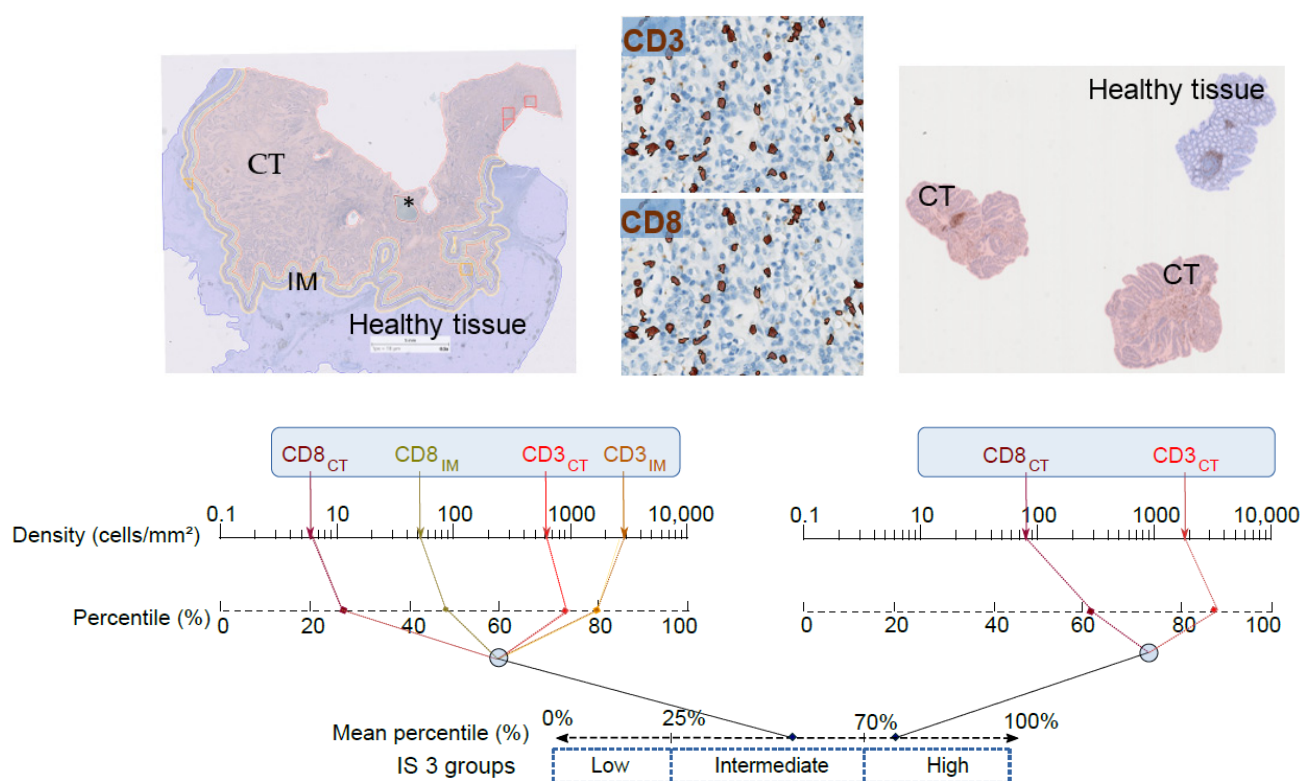 CD3
Healthy tissue
CT
CT
*
CD8
IM
CT
Healthy tissue
CD8CT CD8IM CD3CT CD3IM
CD8CT CD3CT
Density (cells/mm²) 0.1 10 100 1000 10,000
0.1 10 100 1000 10,000
Percentile (%) 0 20 40 60 80 100
0 20 40 60 80 100
Mean percentile (%) 0% 25% 70% 100%
IS 3 groups Low Intermediate High